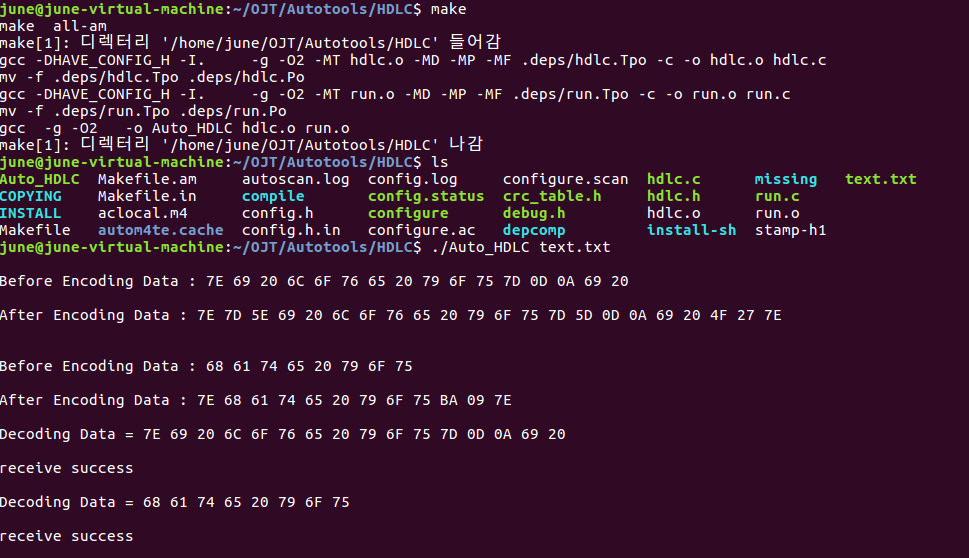 june@june-virtual-machine:~/OJT/Autotools/HDLC$ make
make  all-am
make[1]: 디렉터리 '/home/june/OJT/Autotools/HDLC' 들어감
gcc -DHAVE_CONFIG_H -I.     -g -O2 -MT hdlc.o -MD -MP -MF .deps/hdlc.Tpo -c -o hdlc.o hdlc.c
mv -f .deps/hdlc.Tpo .deps/hdlc.Po
gcc -DHAVE_CONFIG_H -I.     -g -O2 -MT run.o -MD -MP -MF .deps/run.Tpo -c -o run.o run.c
mv -f .deps/run.Tpo .deps/run.Po
gcc  -g -O2   -o Auto_HDLC hdlc.o run.o
make[1]: 디렉터리 '/home/june/OJT/Autotools/HDLC' 나감
june@june-virtual-machine:~/OJT/Autotools/HDLC$ ls
Auto_HDLC  Makefile.am     autoscan.log  config.log     configure.scan  hdlc.c      missing   text.txt
COPYING    Makefile.in     compile       config.status  crc_table.h     hdlc.h      run.c
INSTALL    aclocal.m4      config.h      configure      debug.h         hdlc.o      run.o
Makefile   autom4te.cache  config.h.in   configure.ac   depcomp         install-sh  stamp-h1
june@june-virtual-machine:~/OJT/Autotools/HDLC$ ./Auto_HDLC text.txt
Before Encoding Data : 7E 69 20 6C 6F 76 65 20 79 6F 75 7D 0D 0A 69 20
After Encoding Data : 7E 7D 5E 69 20 6C 6F 76 65 20 79 6F 75 7D 5D 0D 0A 69 20 4F 27 7E
Before Encoding Data : 68 61 74 65 20 79 6F 75
After Encoding Data : 7E 68 61 74 65 20 79 6F 75 BA 09 7E
Decoding Data = 7E 69 20 6C 6F 76 65 20 79 6F 75 7D 0D 0A 69 20
receive success
Decoding Data = 68 61 74 65 20 79 6F 75
receive success